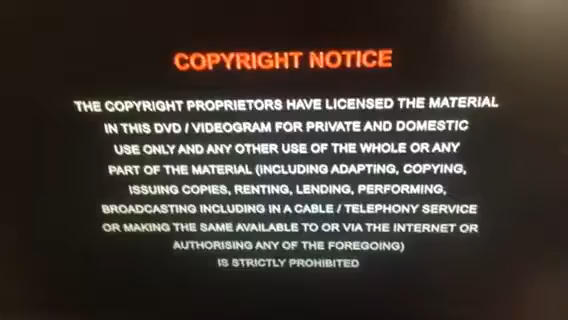 COPYRIGHT NOTICE
THE COPYRIGHT PROPRIETORS HAVE LICENSED THE MATERIAL
IN THIS DVD / VIDEOGRAM FOR PRIVATE AND DOMESTIC
USE ONLY AND ANY OTHER USE OF THE WHOLE OR ANY
PART OF THE MATERIAL (INCLUDING ADAPTING, COPYING,
ISSUING COPIES, RENTING, LENDING, PERFORMING,
BROADCASTING INCLUDING IN A CABLE / TELEPHONY SERVICE
OR MAKING THE SAME AVAILABLE TO OR VIA THE INTERNET OR
AUTHORISING ANY OF THE FOREGOING)
IS STRICTLY PROHIBITED